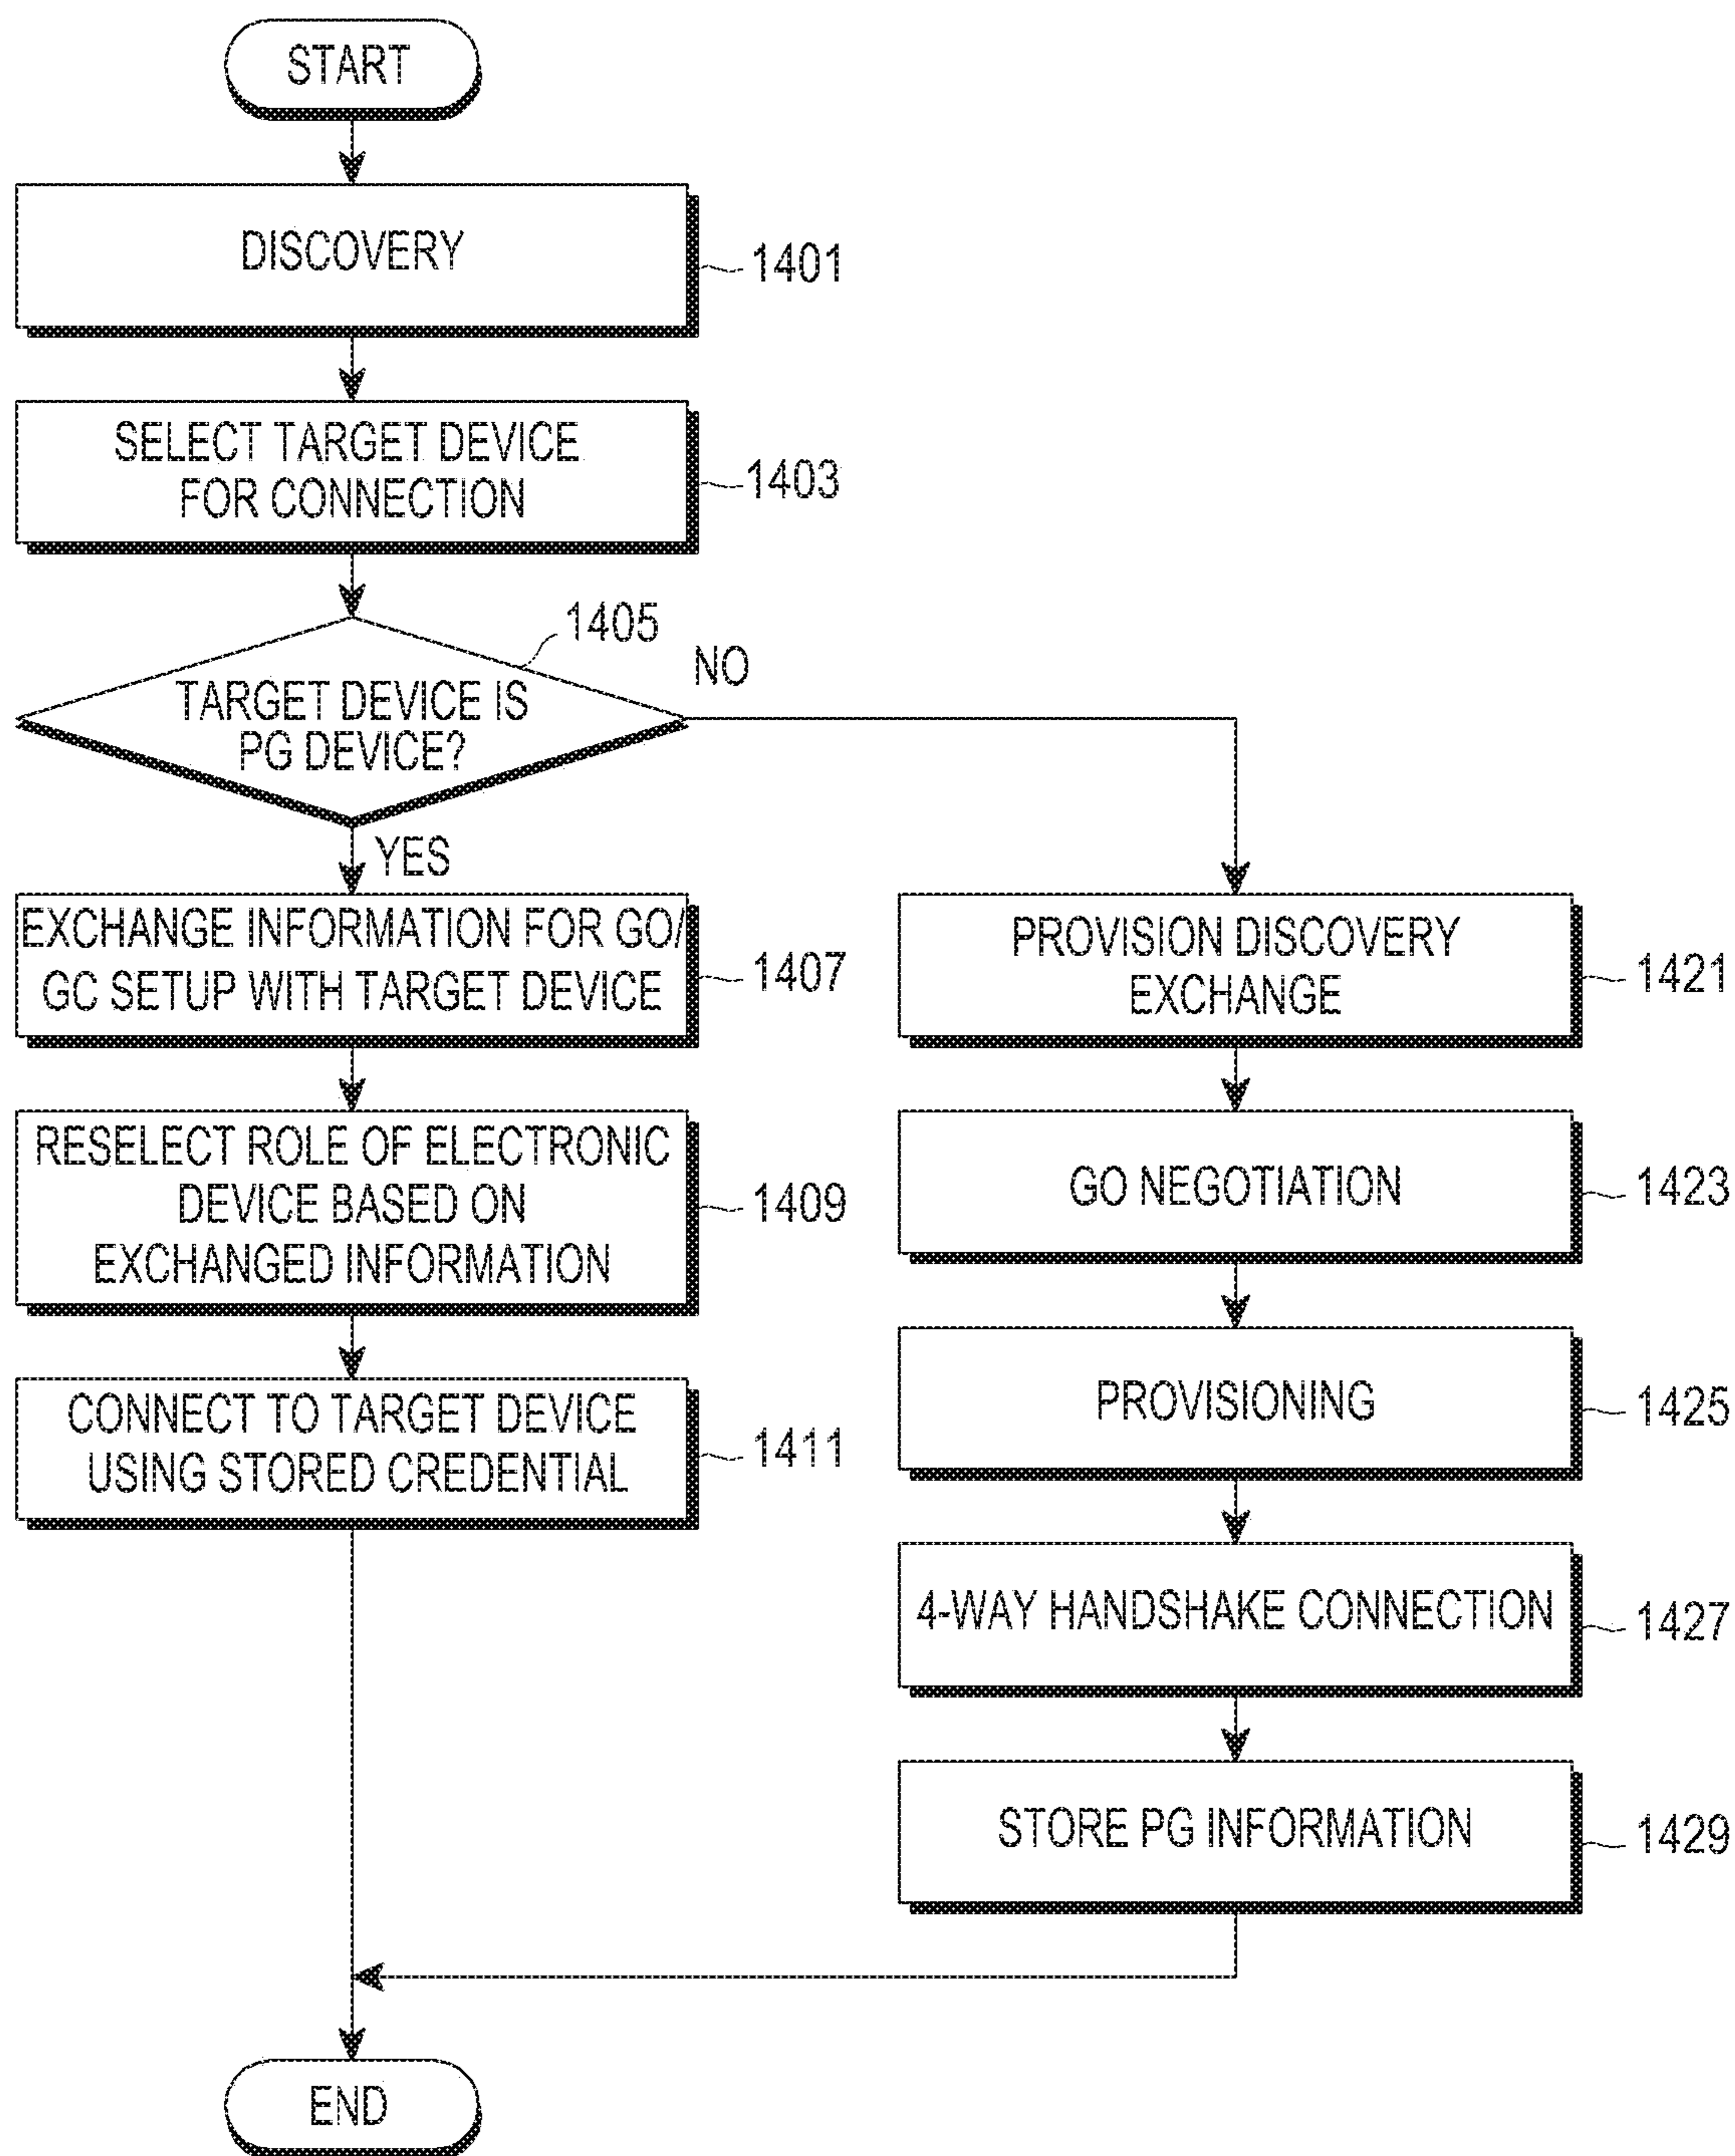 START
DISCOVERY
1401
SELECT TARGET DEVICE
FOR CONNECTION
1403
1405
TARGET DEVICE IS
PG DEVICE?
NO
YES
EXCHANGE INFORMATION FOR GO/
GC SETUP WITH TARGET DEVICE
1407
RESELECT ROLE OF ELECTRONIC
DEVICE BASED ON
EXCHANGED INFORMATION
1409
CONNECT TO TARGET DEVICE
USING STORED CREDENTIAL
1411
PROVISION DISCOVERY
EXCHANGE
1421
GO NEGOTIATION
1423
PROVISIONING
1425
4-WAY HANDSHAKE CONNECTION
1427
STORE PG INFORMATION
1429
END